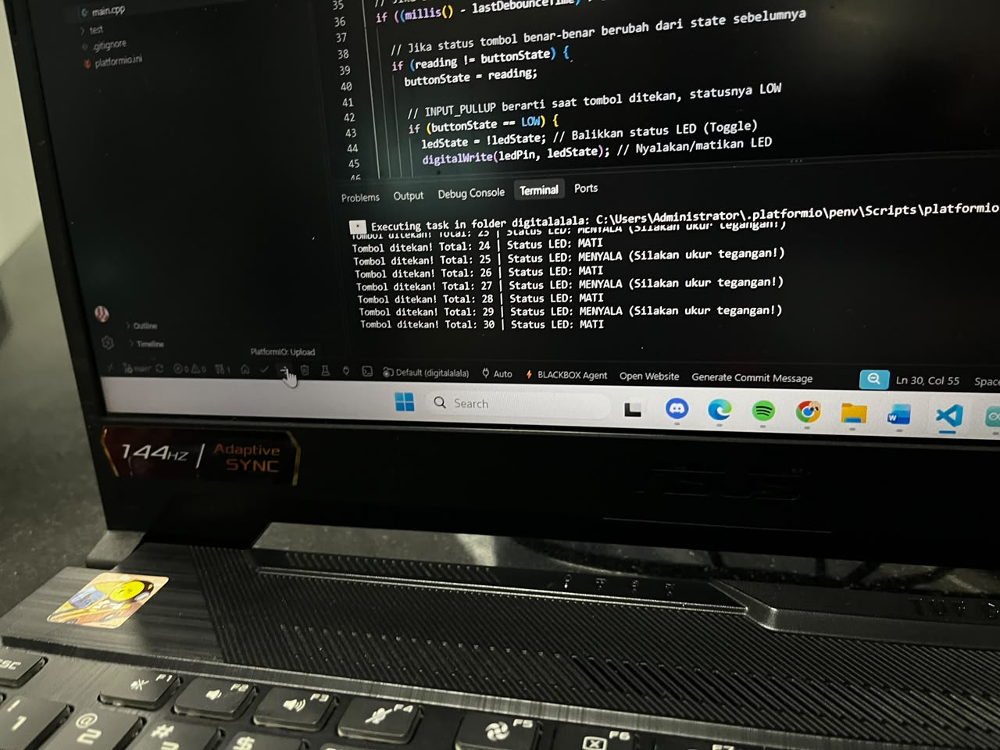 main.cpp
test
.gitignore
platformio.ini
35
36 if ((millis() - lastDebounceTime)
37
38 // Jika status tombol benar-benar berubah dari state sebelumnya
39 if (reading != buttonState) {
40 buttonState = reading;
41
42 // INPUT_PULLUP berarti saat tombol ditekan, statusnya LOW
43 if (buttonState == LOW) {
44 ledState = !ledState; // Balikkan status LED (Toggle)
45 digitalWrite(ledPin, ledState); // Nyalakan/matikan LED
46
Problems Output Debug Console Terminal Ports
* Executing task in folder digitalalala: C:\Users\Administrator\.platformio\penv\Scripts\platformio
Tombol ditekan! Total: 23 | Status LED: MENYALA (Silakan ukur tegangan!)
Tombol ditekan! Total: 24 | Status LED: MATI
Tombol ditekan! Total: 25 | Status LED: MENYALA (Silakan ukur tegangan!)
Tombol ditekan! Total: 26 | Status LED: MATI
Tombol ditekan! Total: 27 | Status LED: MENYALA (Silakan ukur tegangan!)
Tombol ditekan! Total: 28 | Status LED: MATI
Tombol ditekan! Total: 29 | Status LED: MENYALA (Silakan ukur tegangan!)
Tombol ditekan! Total: 30 | Status LED: MATI
Outline
Timeline
PlatformIO: Upload
main* 0 0 1 Default (digitalalala) Auto BLACKBOX Agent Open Website Generate Commit Message Ln 30, Col 55
Search
144HZ | Adaptive SYNC
ASUS
F1 F2 F3 F4 F5 F6
1 @ 2 # $